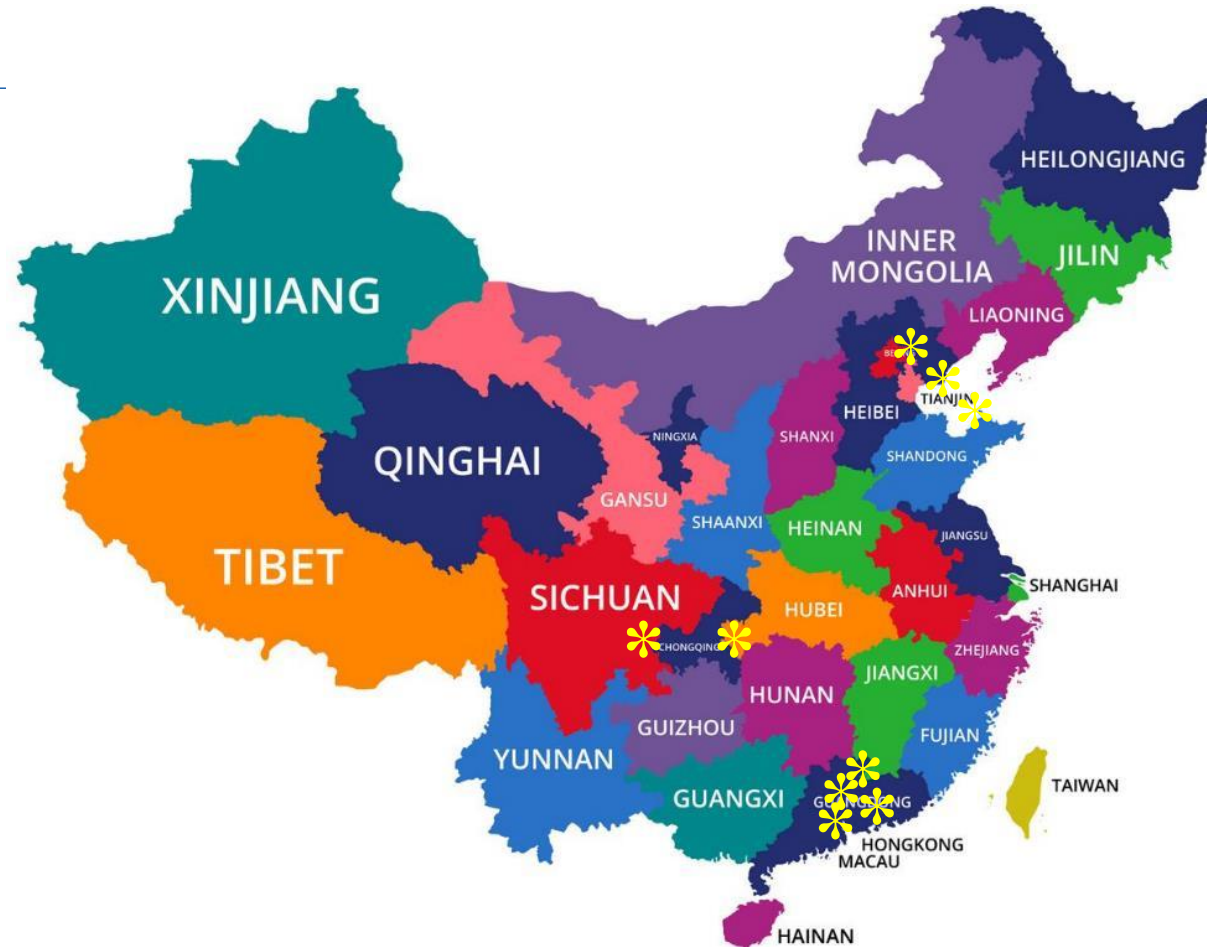 HEILONGJIANG
INNER
MONGOLIA
JILIN
XINJIANG
LIAONING
TIANJIN
HEIBEI
NINGXIA
SHANXI
SHANDONG
QINGHAI
GANSU
SHAANXI
HEINAN
JIANGSU
TIBET
SICHUAN
HUBEI
ANHUI
SHANGHAI
CHONGQING
ZHEJIANG
JIANGXI
HUNAN
GUIZHOU
FUJIAN
YUNNAN
TAIWAN
GUANGXI
GUANGDONG
HONGKONG
MACAU
HAINAN